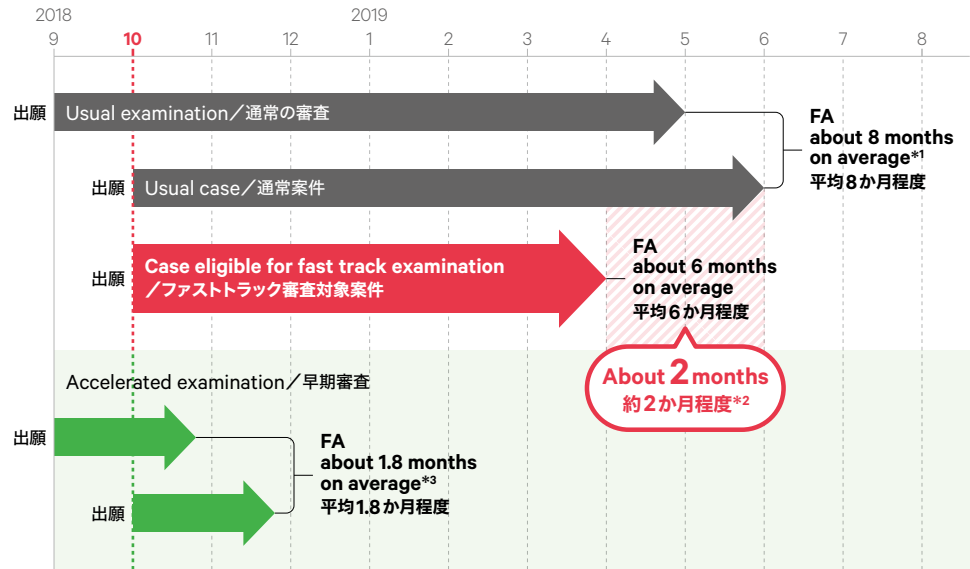 2018 2019
9 10 11 12 1 2 3 4 5 6 7 8
出願 Usual examination／通常の審査
FA
about 8 months
on average*1
平均8か月程度
出願 Usual case／通常案件
出願 Case eligible for fast track examination
／ファストトラック審査対象案件
FA
about 6 months
on average
平均6か月程度
About 2 months
約2か月程度*2
Accelerated examination／早期審査
出願
FA
about 1.8 months
on average*3
平均1.8か月程度
出願